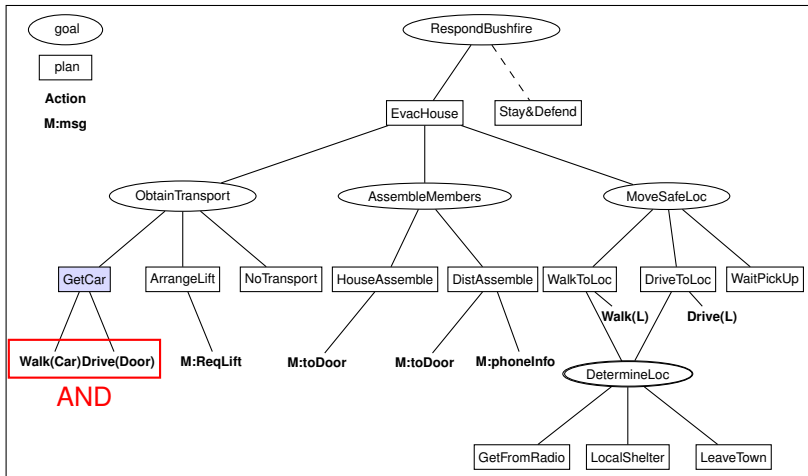 goal
RespondBushfire
plan
Action
M:msg
EvacHouse
Stay&Defend
ObtainTransport
AssembleMembers
MoveSafeLoc
GetCar
ArrangeLift
NoTransport
HouseAssemble
DistAssemble
WalkToLoc
DriveToLoc
WaitPickUp
Walk(L)
Drive(L)
Walk(Car)Drive(Door)
M:ReqLift
M:toDoor
M:toDoor
M:phoneInfo
DetermineLoc
AND
GetFromRadio
LocalShelter
LeaveTown